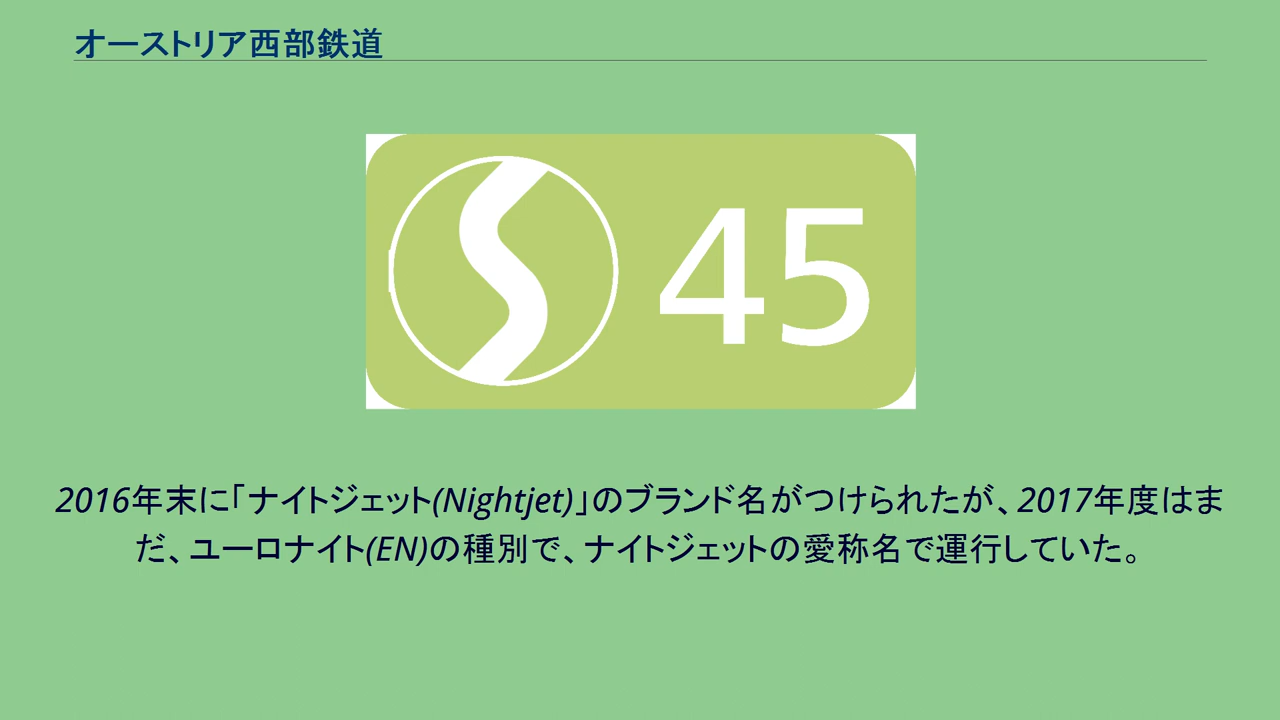 オーストリア西部鉄道
S 45
2016年末に「ナイトジェット(Nightjet)」のブランド名がつけられたが、2017年度はま
だ、ユーロナイト(EN)の種別で、ナイトジェットの愛称名で運行していた。